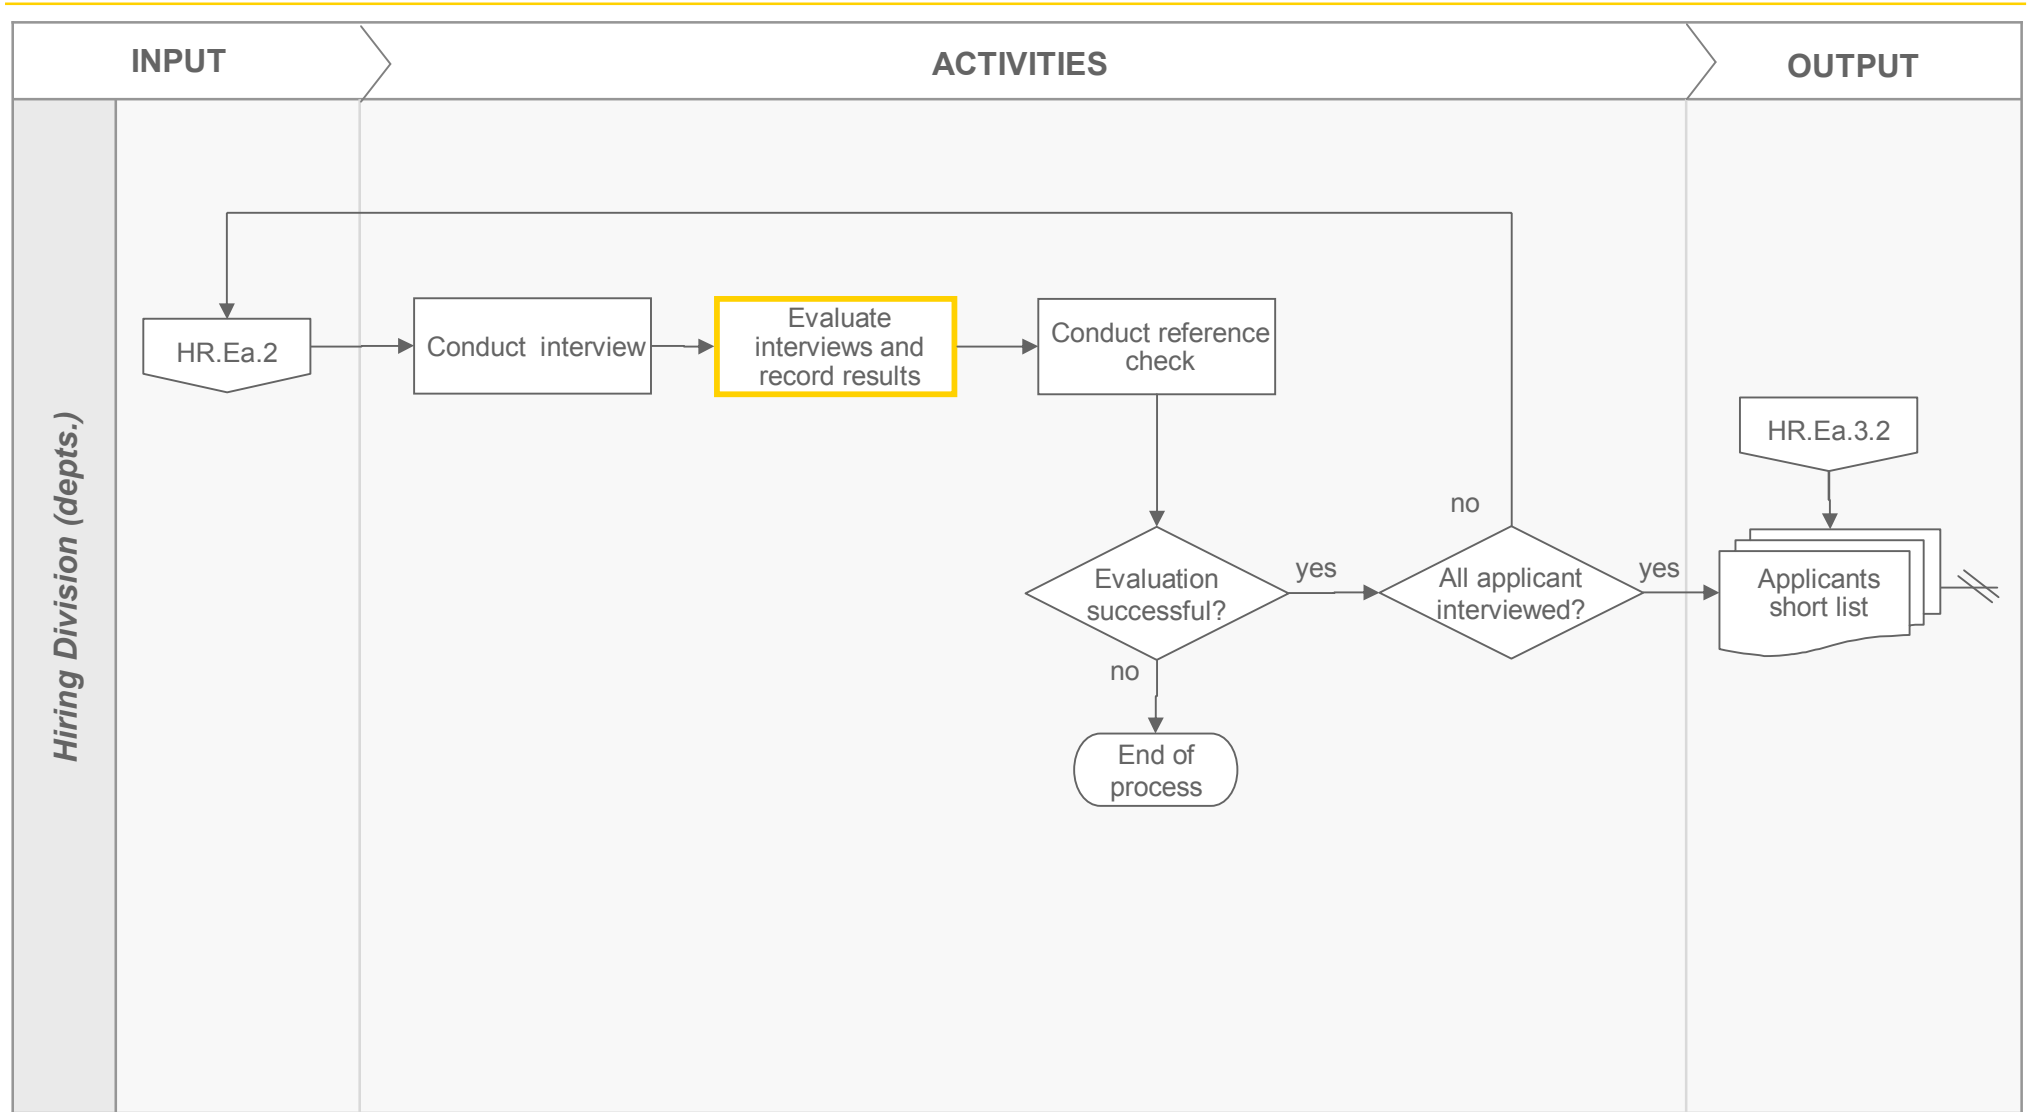 INPUT
ACTIVITIES
OUTPUT
Hiring Division (depts.)
HR.Ea.2
Conduct interview
Evaluate
interviews and
record results
Conduct reference
check
HR.Ea.3.2
no
Evaluation
successful?
yes
All applicant
interviewed?
yes
Applicants
short list
no
End of
process